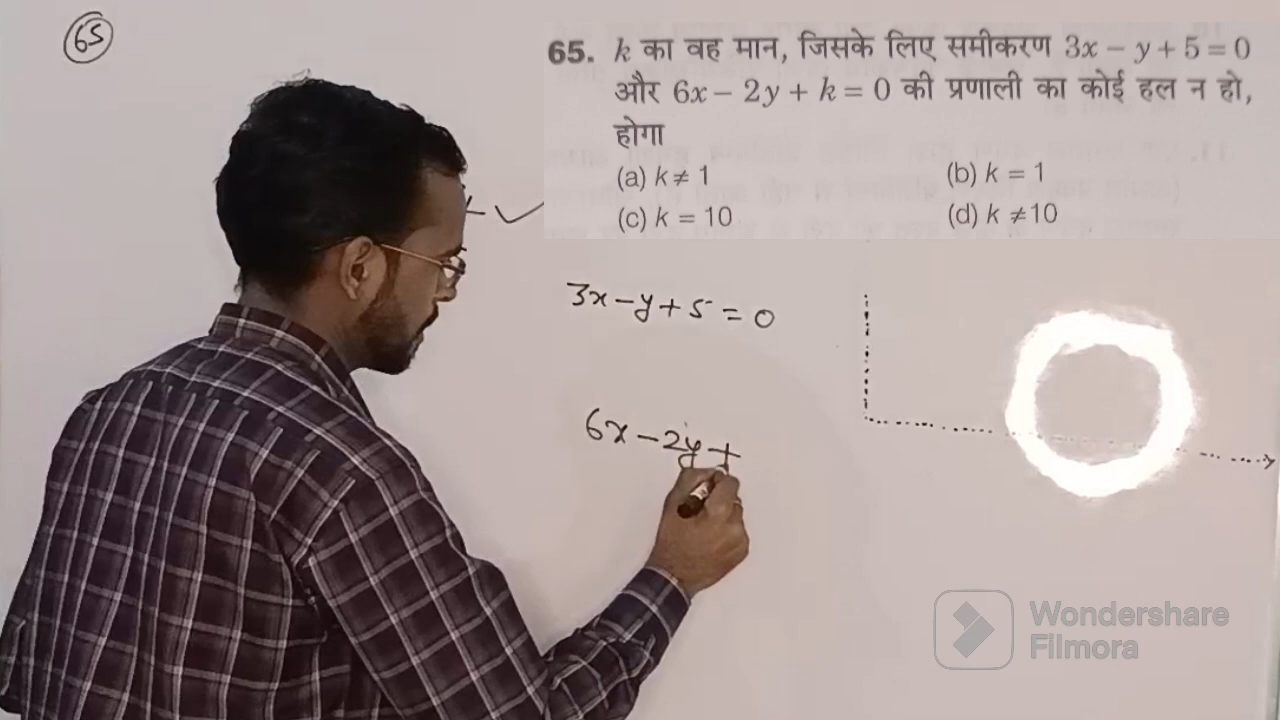 65
65. k का वह मान, जिसके लिए समीकरण 3x − y + 5 = 0
और 6x − 2y + k = 0 की प्रणाली का कोई हल न हो,
होगा
(a) k ≠ 1 (b) k = 1
(c) k = 10 (d) k ≠10
3x − y + 5 = 0
6x − 2y +
Wondershare
Filmora